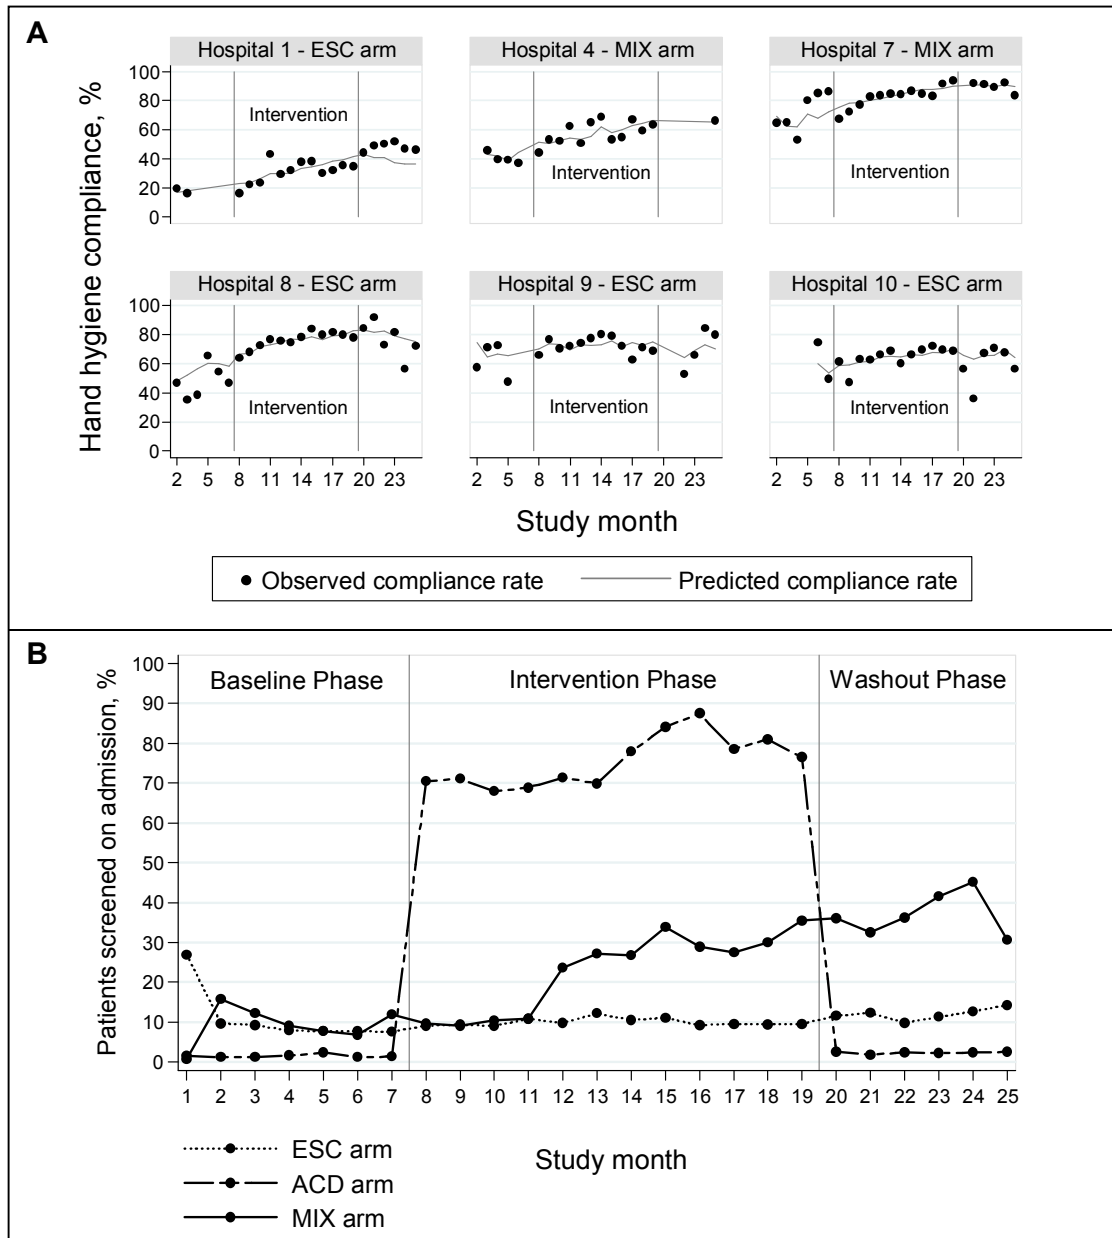 A
Hospital 1 - ESC arm
Hospital 4 - MIX arm
Hospital 7 - MIX arm
Hand hygiene compliance, %
100
80
60
40
20
0
Intervention
Intervention
Intervention
Hospital 8 - ESC arm
Hospital 9 - ESC arm
Hospital 10 - ESC arm
100
80
60
40
20
0
Intervention
Intervention
Intervention
2 5 8 11 14 17 20 23
2 5 8 11 14 17 20 23
2 5 8 11 14 17 20 23
Study month
Observed compliance rate
Predicted compliance rate
B
Patients screened on admission, %
100
90
80
70
60
50
40
30
20
10
0
Baseline Phase
Intervention Phase
Washout Phase
1 2 3 4 5 6 7 8 9 10 11 12 13 14 15 16 17 18 19 20 21 22 23 24 25
Study month
ESC arm
ACD arm
MIX arm